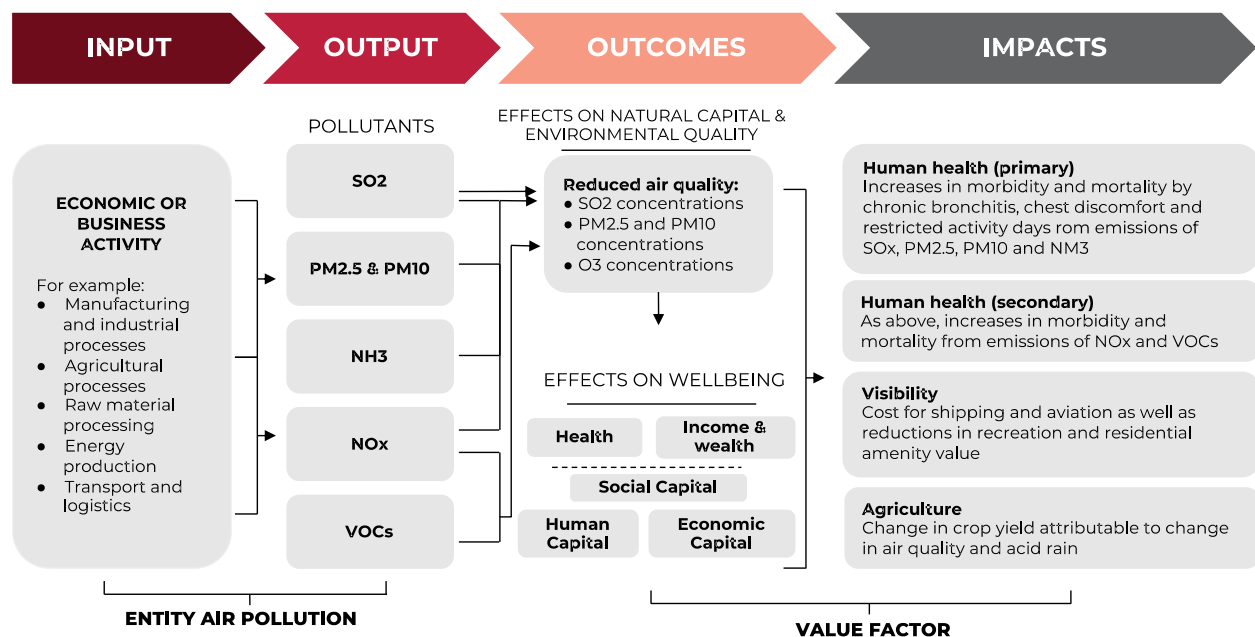 INPUT
OUTPUT
OUTCOMES
IMPACTS
ECONOMIC OR
BUSINESS
ACTIVITY
For example:
● Manufacturing
and industrial
processes
● Agricultural
processes
● Raw material
processing
● Energy
production
● Transport and
logistics
POLLUTANTS
SO2
PM2.5 & PM10
NH3
NOx
VOCs
EFFECTS ON NATURAL CAPITAL &
ENVIRONMENTAL QUALITY
Reduced air quality:
● SO2 concentrations
● PM2.5 and PM10
concentrations
● O3 concentrations
EFFECTS ON WELLBEING
Health
Income &
wealth
Social Capital
Human
Capital
Economic
Capital
Human health (primary)
Increases in morbidity and mortality by
chronic bronchitis, chest discomfort and
restricted activity days rom emissions of
SOx, PM2.5, PM10 and NM3
Human health (secondary)
As above, increases in morbidity and
mortality from emissions of NOx and VOCs
Visibility
Cost for shipping and aviation as well as
reductions in recreation and residential
amenity value
Agriculture
Change in crop yield attributable to change
in air quality and acid rain
ENTITY AIR POLLUTION
VALUE FACTOR